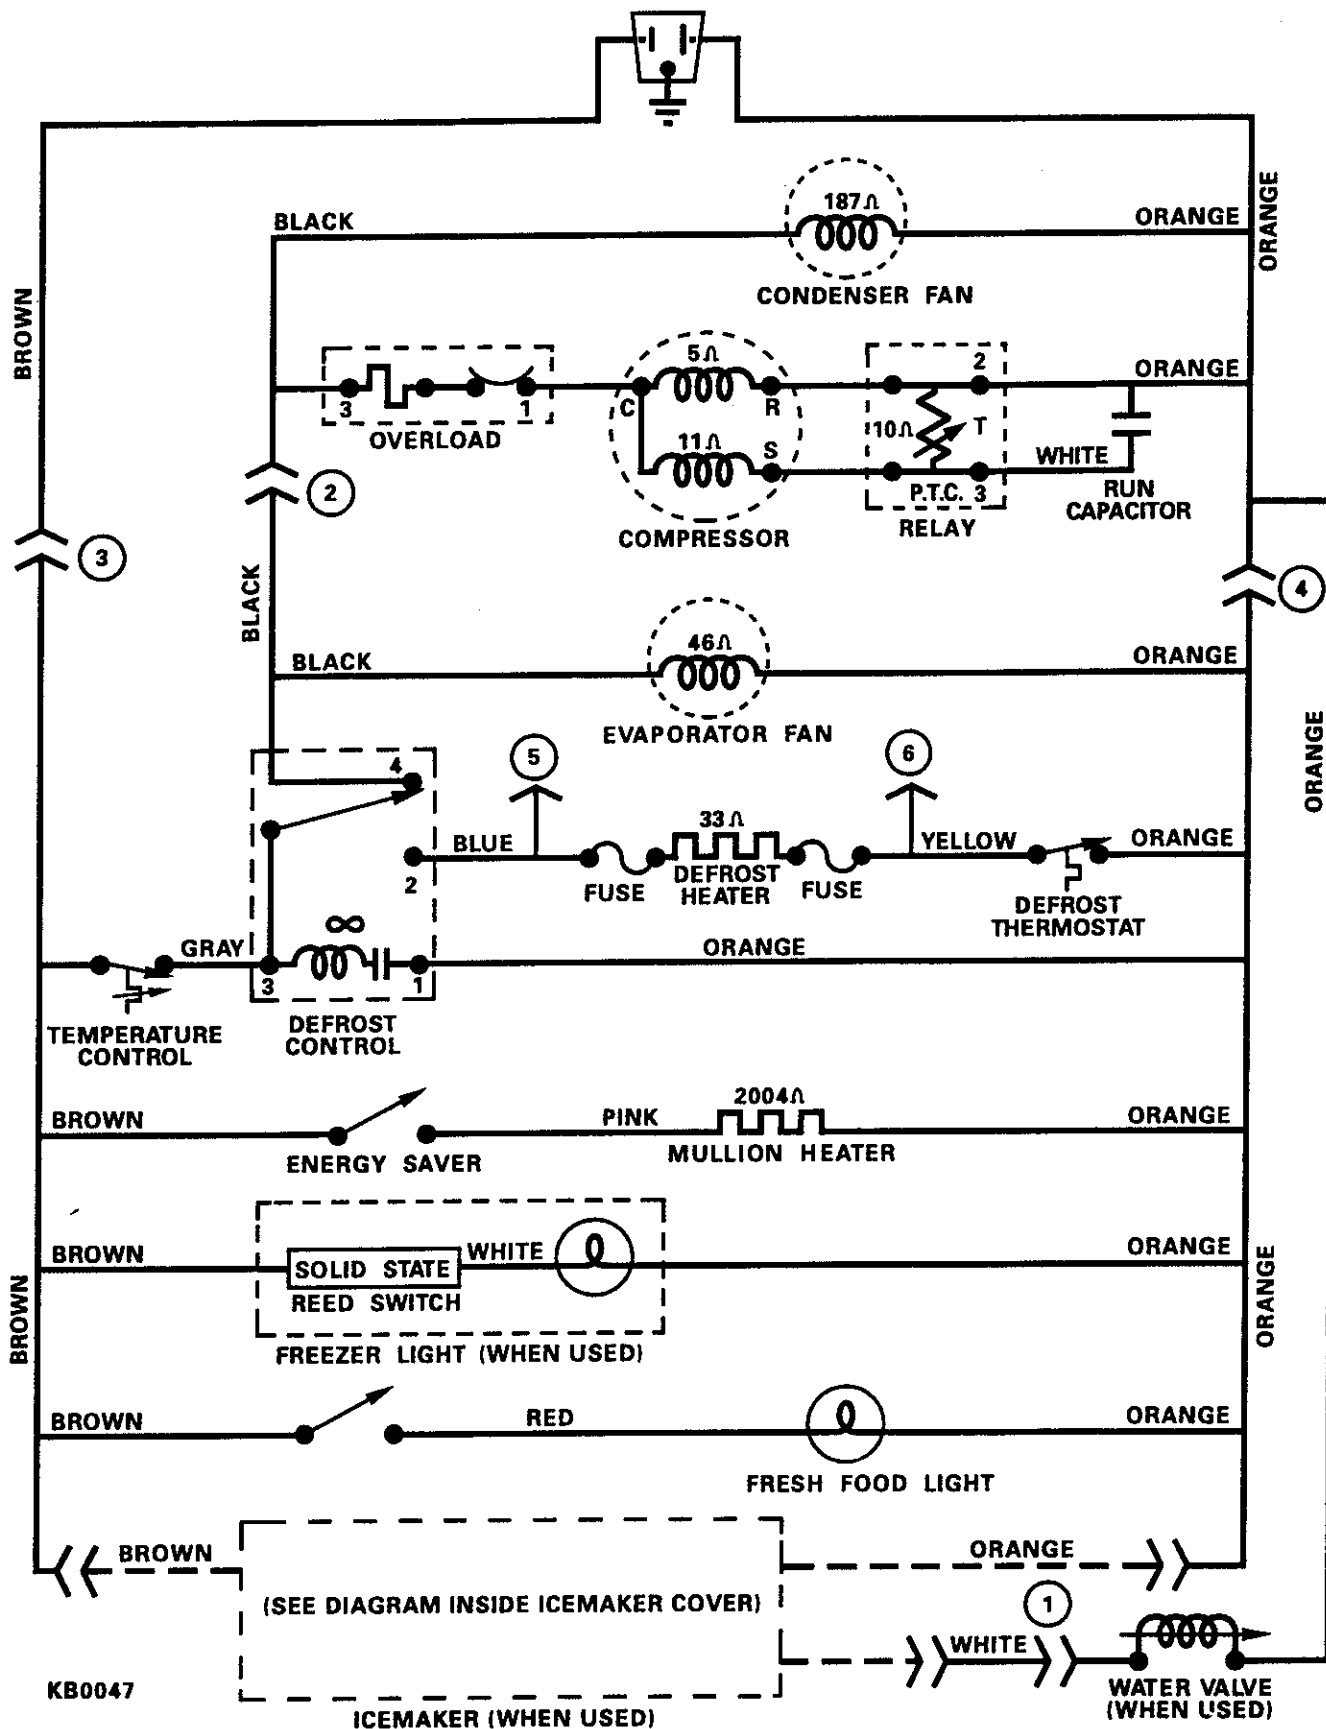 187Ω
BLACK
ORANGE
ORANGE
CONDENSER FAN
BROWN
5Ω
2
ORANGE
3
1
C
R
OVERLOAD
10Ω
T
11Ω
S
WHITE
P.T.C. 3
RUN
CAPACITOR
COMPRESSOR
RELAY
2
3
4
BLACK
46Ω
BLACK
ORANGE
EVAPORATOR FAN
ORANGE
5
6
4
33Ω
BLUE
YELLOW
ORANGE
2
FUSE
DEFROST
HEATER
FUSE
DEFROST
THERMOSTAT
∞
GRAY
ORANGE
3
1
TEMPERATURE
CONTROL
DEFROST
CONTROL
2004Ω
BROWN
PINK
ORANGE
ENERGY SAVER
MULLION HEATER
BROWN
WHITE
ORANGE
SOLID STATE
REED SWITCH
FREEZER LIGHT (WHEN USED)
BROWN
ORANGE
BROWN
RED
ORANGE
FRESH FOOD LIGHT
BROWN
ORANGE
(SEE DIAGRAM INSIDE ICEMAKER COVER)
1
WHITE
KB0047
WATER VALVE
(WHEN USED)
ICEMAKER (WHEN USED)